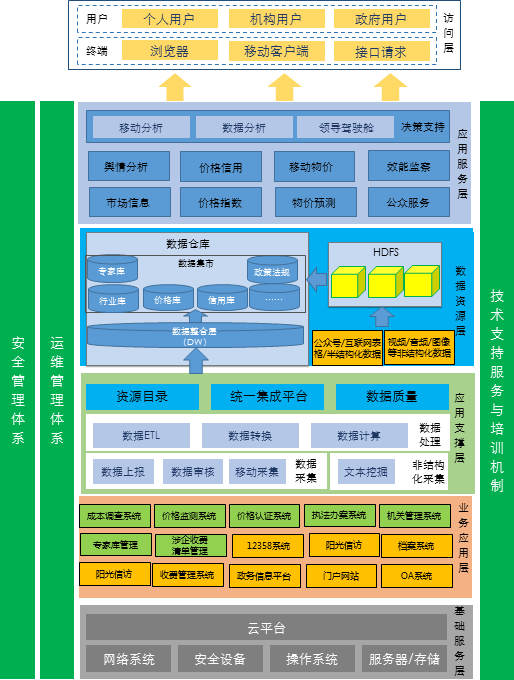 用户
个人用户
机构用户
政府用户
终端
浏览器
移动客户端
接口请求
访问层
安全管理体系
运维管理体系
技术支持服务与培训机制
移动分析
数据分析
领导驾驶舱
决策支持
舆情分析
价格信用
移动物价
效能监察
市场信息
价格指数
物价预测
公众服务
应用服务层
数据仓库
专家库
数据集市
政策法规
行业库
价格库
信用库
……
数据整合层
(DW)
HDFS
公众号/互联网表
格/半结构化数据
视频/音频/图像
等非结构化数据
数据资源层
资源目录
统一集成平台
数据质量
数据ETL
数据转换
数据计算
数据
处理
数据上报
数据审核
移动采集
数据
采集
文本挖掘
非结构
化采集
应用支撑层
成本调查系统
价格监测系统
价格认证系统
执法办案系统
机关管理系统
专家库管理
涉企收费
清单管理
12358系统
阳光信访
档案系统
阳光信访
收费管理系统
政务信息平台
门户网站
OA系统
业务应用层
云平台
网络系统
安全设备
操作系统
服务器/存储
基础服务层